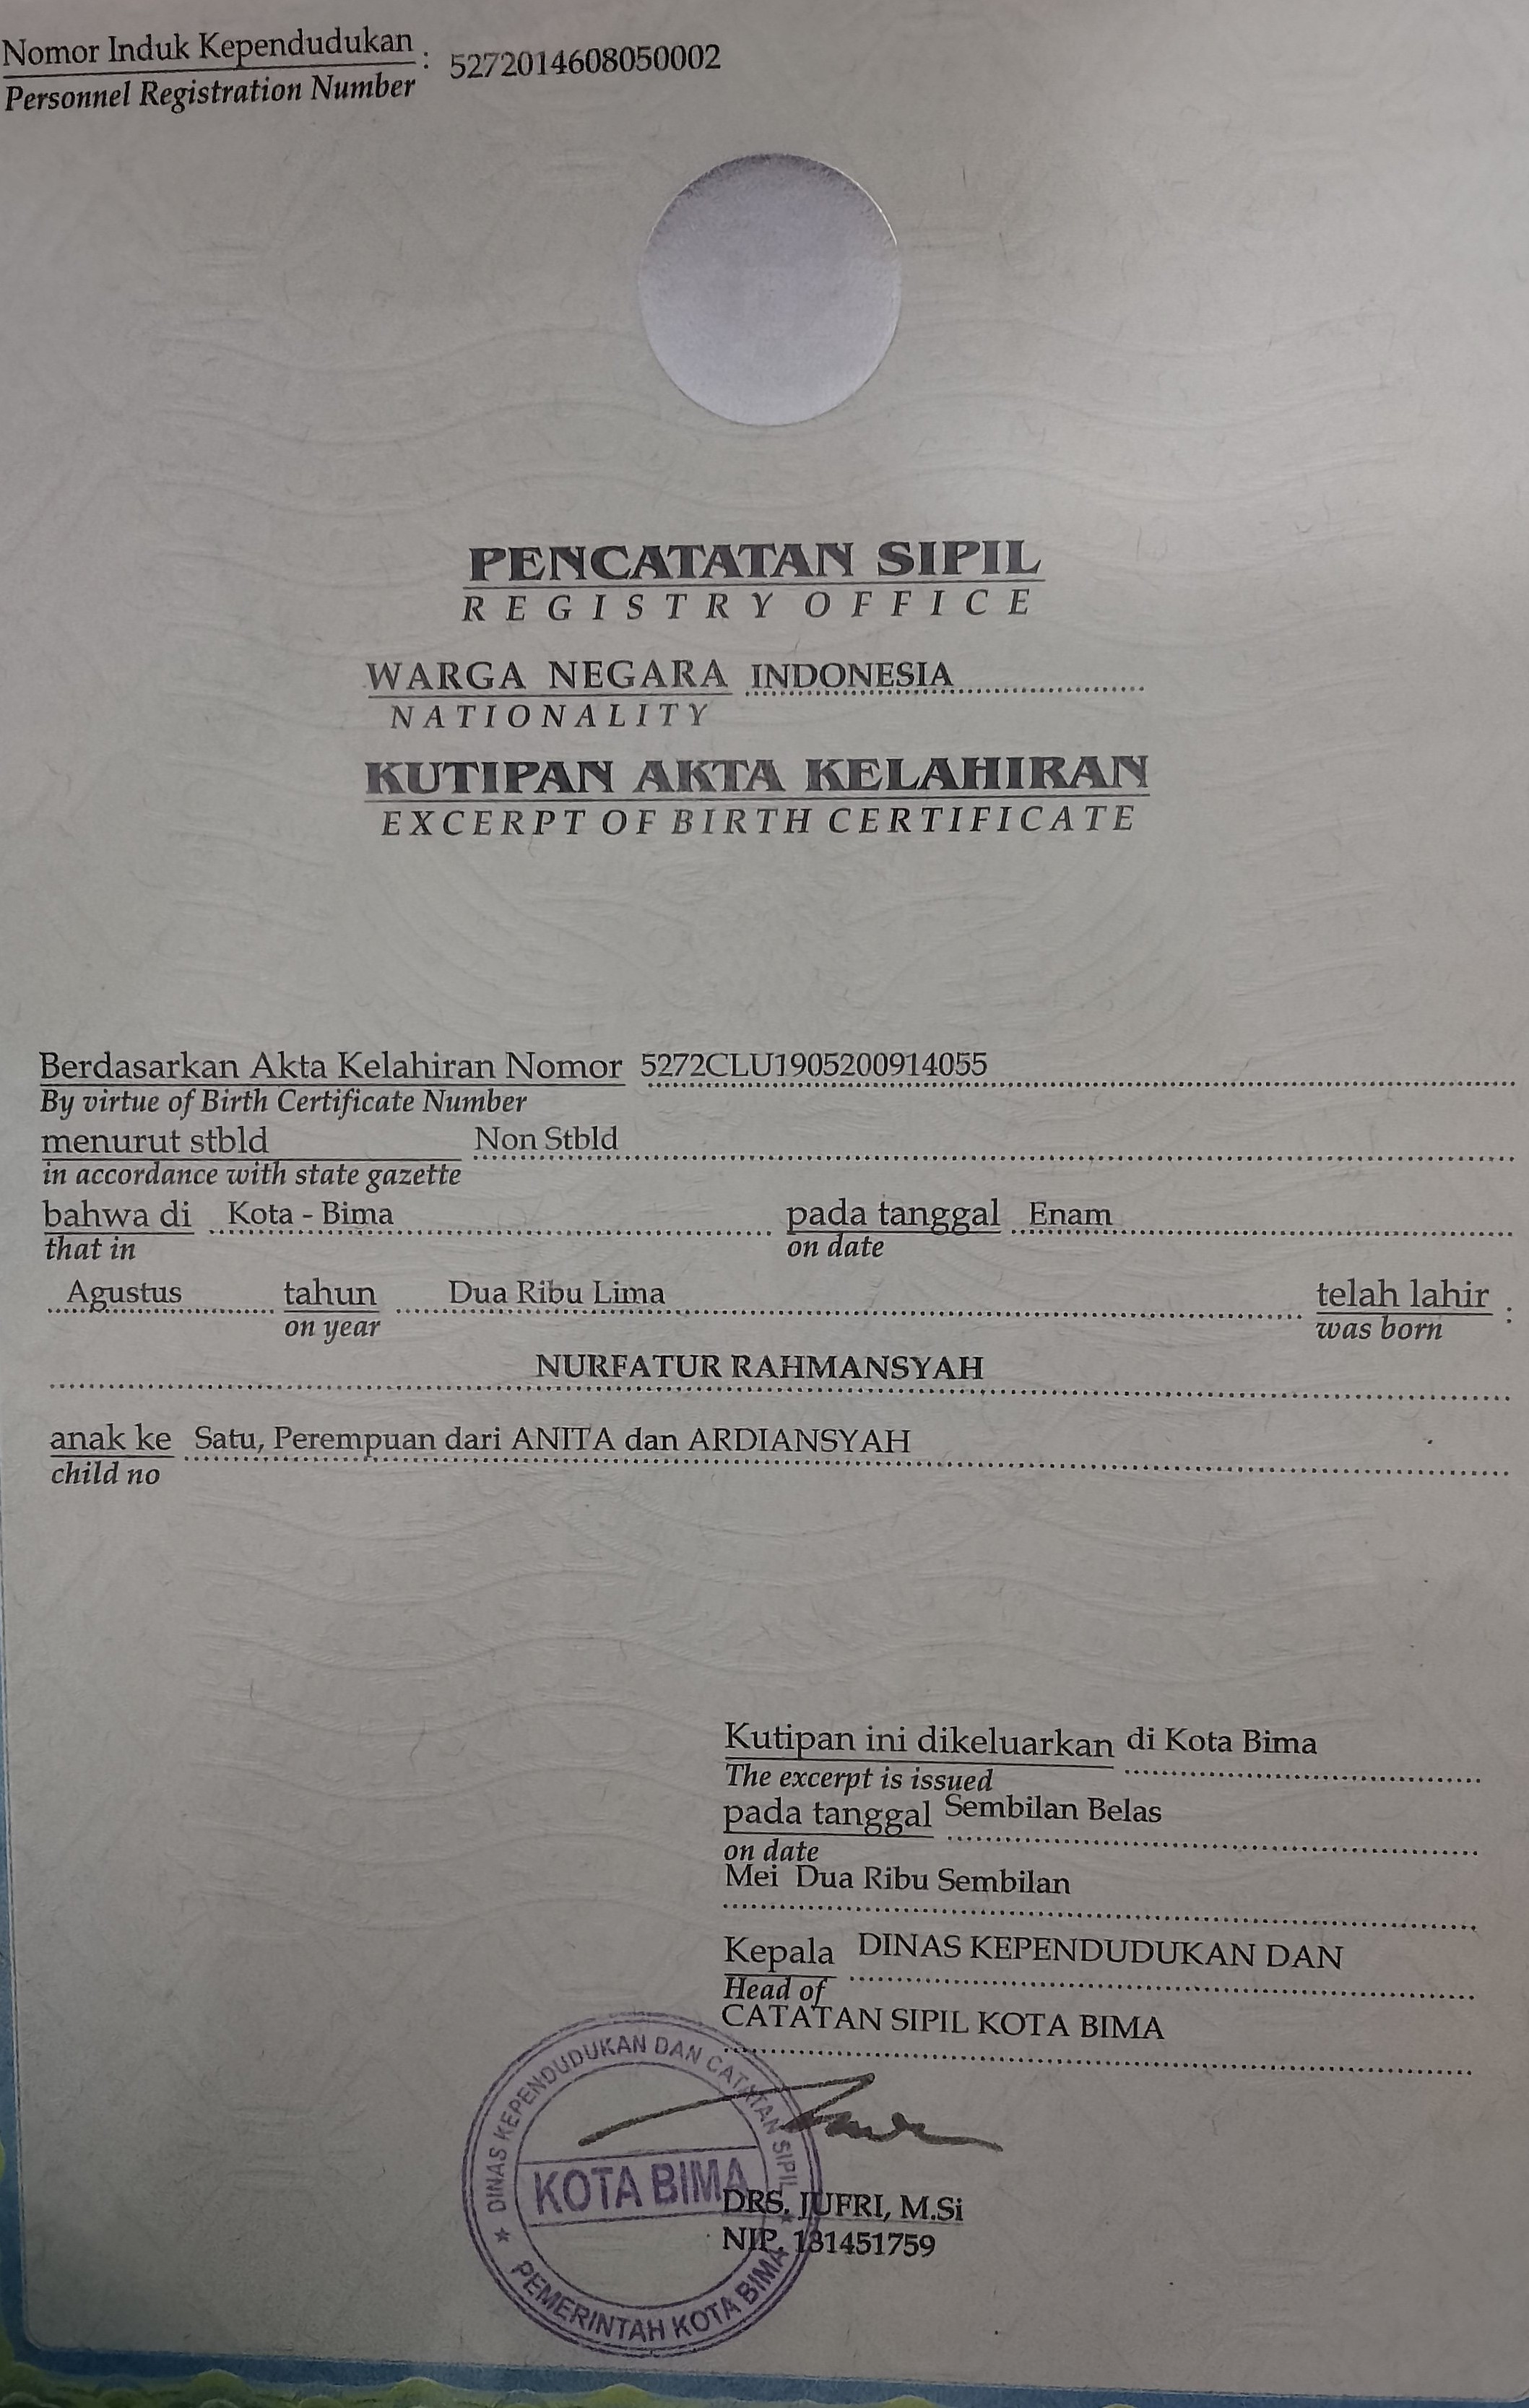 Nomor Induk Kependudukan : 5272014608050002
Personnel Registration Number
PENCATATAN SIPIL
REGISTRY OFFICE
WARGA NEGARA INDONESIA
NATIONALITY
KUTIPAN AKTA KELAHIRAN
EXCERPT OF BIRTH CERTIFICATE
Berdasarkan Akta Kelahiran Nomor 5272CLU1905200914055
By virtue of Birth Certificate Number
menurut stbld Non Stbld
in accordance with state gazette
bahwa di Kota - Bima pada tanggal Enam
that in on date
Agustus tahun Dua Ribu Lima telah lahir :
on year was born
NURFATUR RAHMANSYAH
anak ke Satu, Perempuan dari ANITA dan ARDIANSYAH
child no
Kutipan ini dikeluarkan di Kota Bima
The excerpt is issued
pada tanggal Sembilan Belas
on date
Mei Dua Ribu Sembilan
Kepala DINAS KEPENDUDUKAN DAN
Head of
CATATAN SIPIL KOTA BIMA
DINAS KEPENDUDUKAN DAN CATATAN SIPIL
KOTA BIMA
PEMERINTAH KOTA BIMA
DRS. JUFRI, M.Si
NIP. 131451759